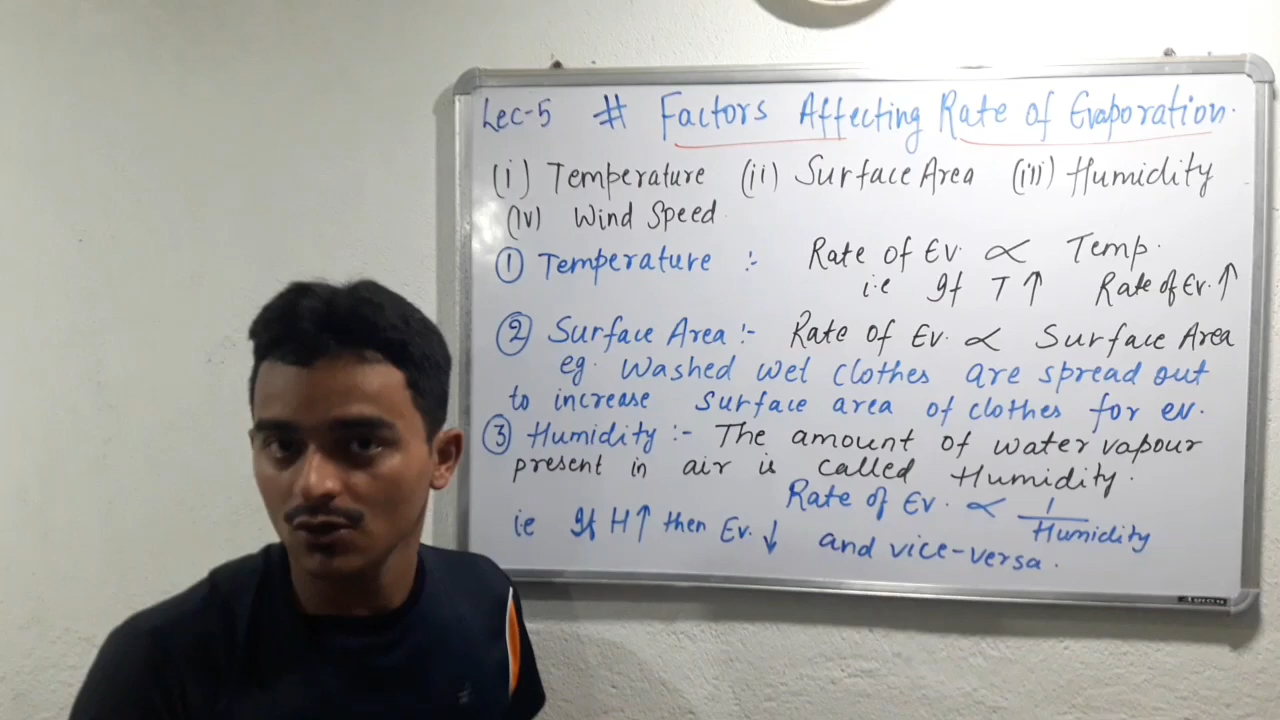 Lec-5 # Factors Affecting Rate of Evaporation.
(i) Temperature (ii) Surface Area (iii) Humidity
(iv) Wind Speed
① Temperature :- Rate of Ev. ∝ Temp.
i.e If T ↑ Rate of Ev. ↑
② Surface Area :- Rate of Ev. ∝ Surface Area
eg. Washed wet clothes are spread out
to increase surface area of clothes for ev.
③ Humidity :- The amount of water vapour
present in air is called Humidity.
Rate of Ev. ∝ 1/Humidity
ie If H ↑ then Ev. ↓ and vice-versa.